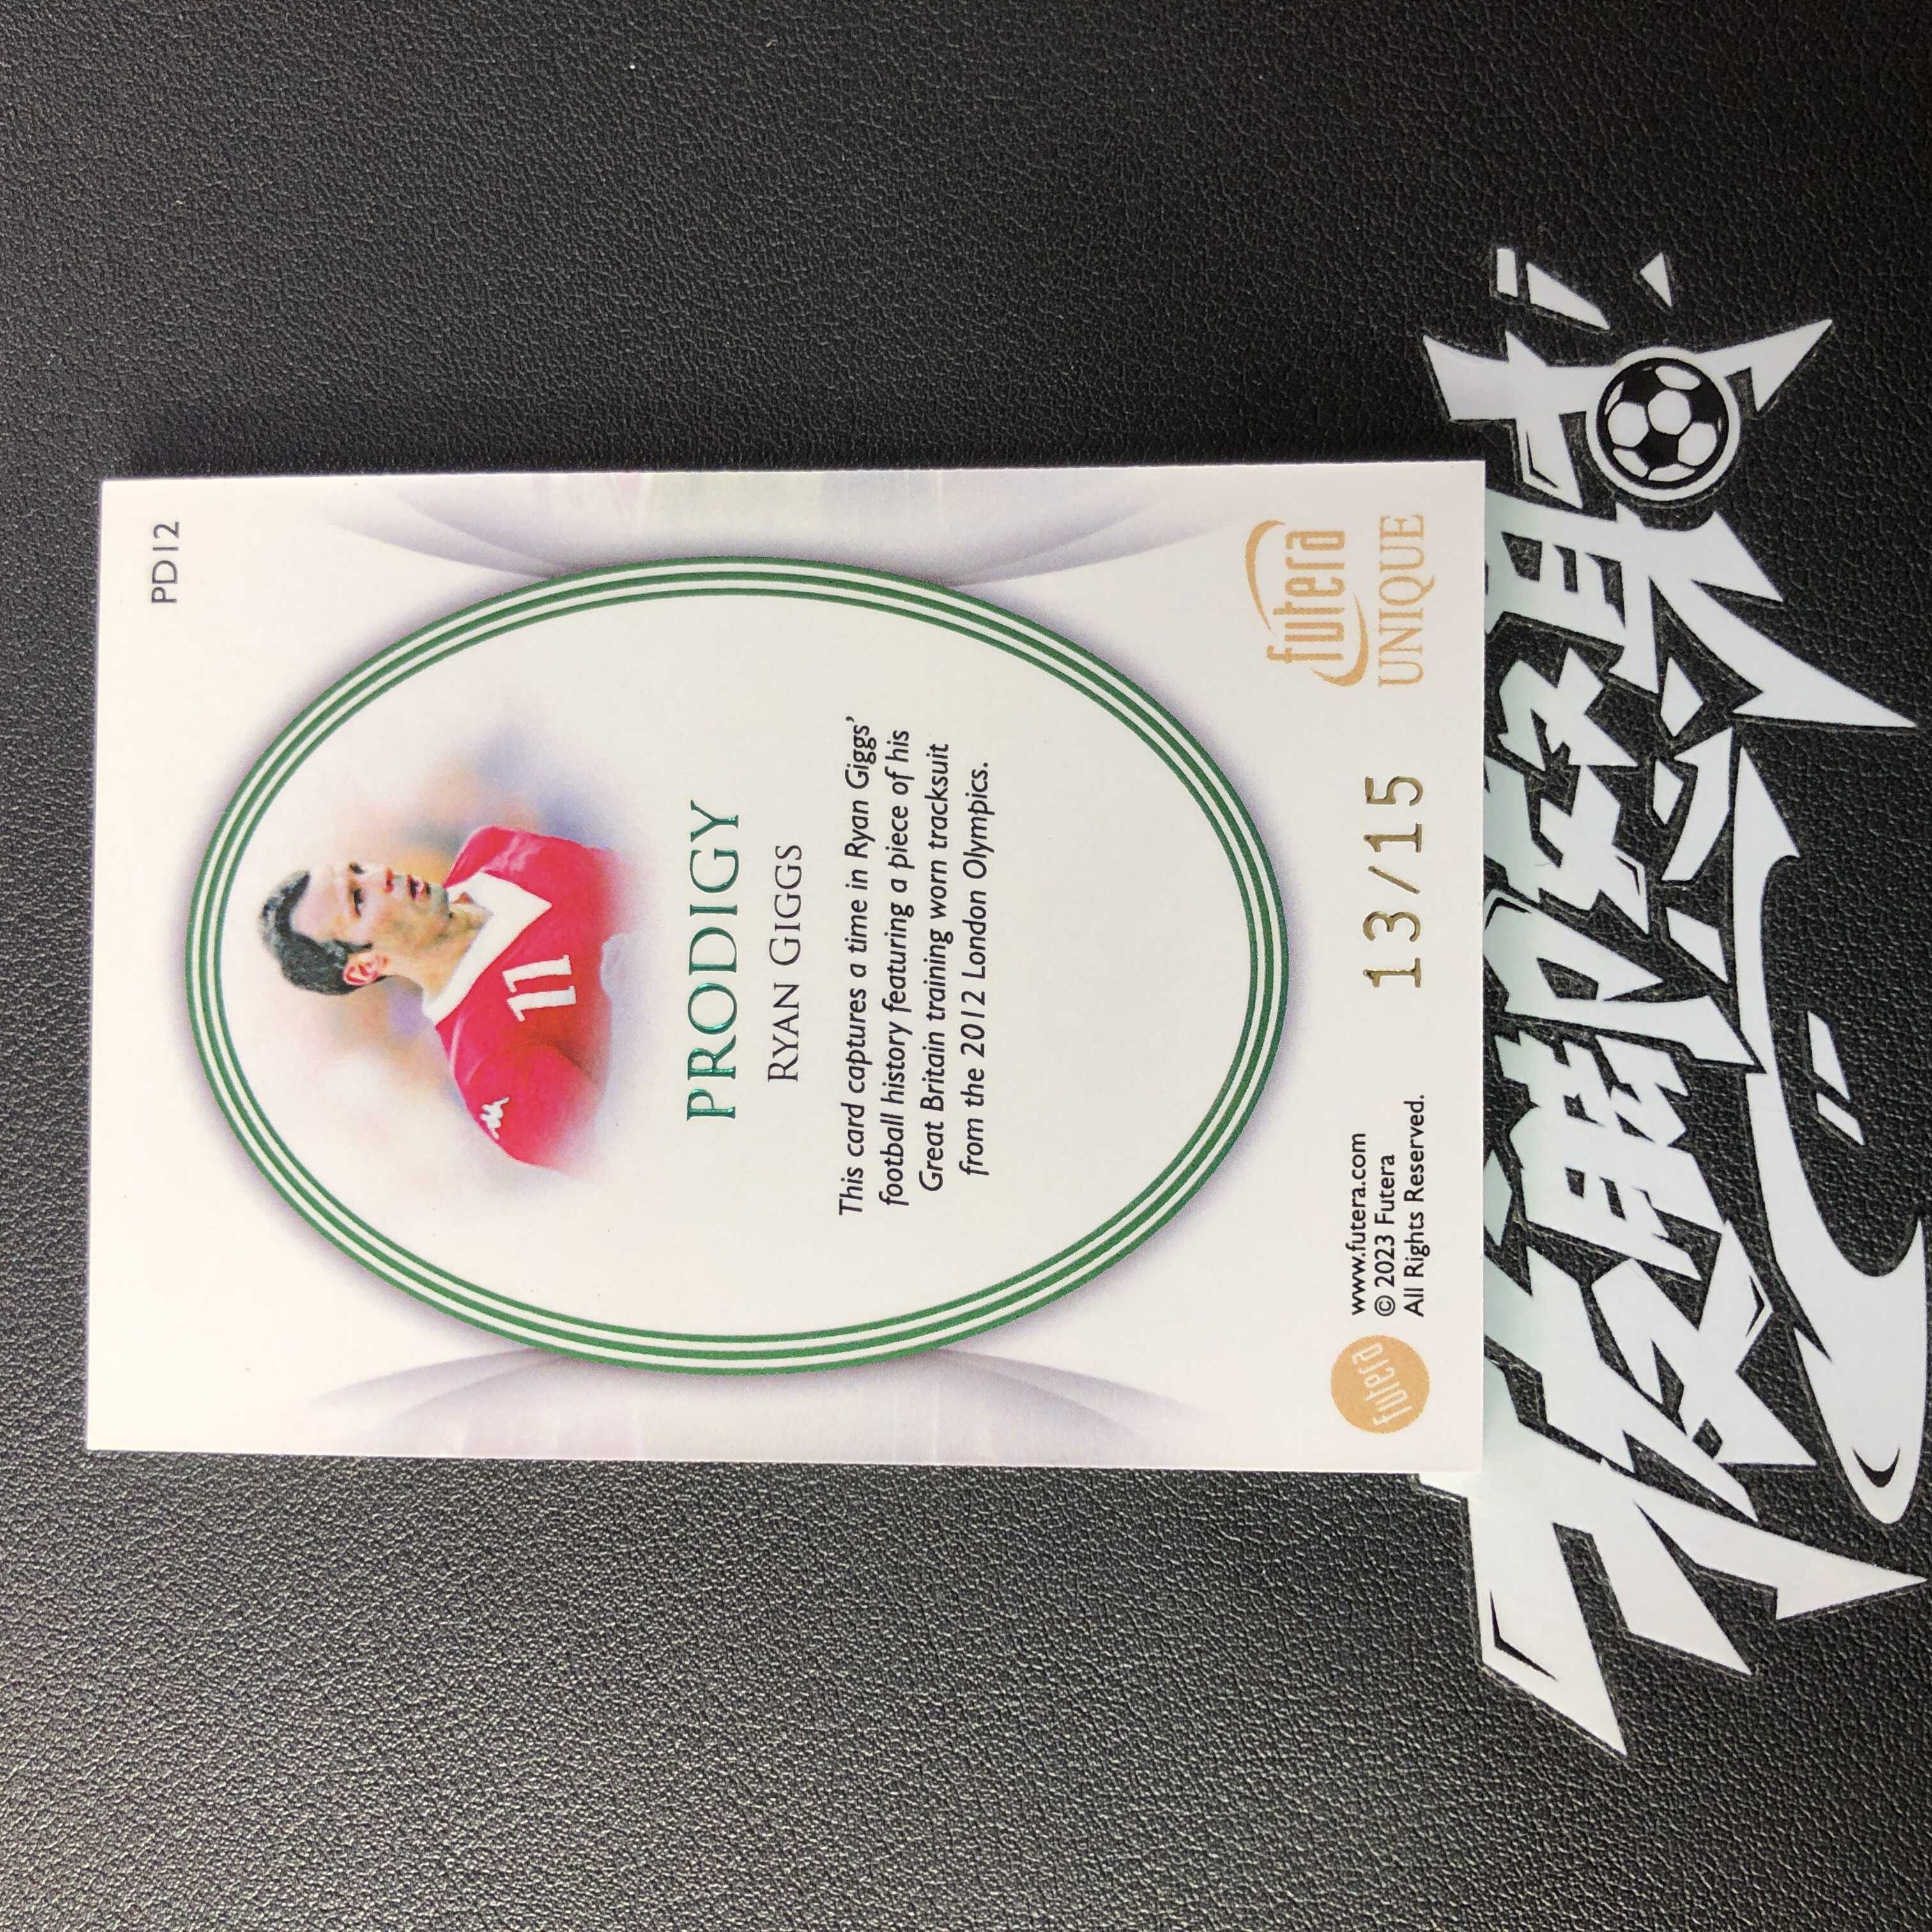 PD12
11
PRODIGY
RYAN GIGGS
This card captures a time in Ryan Giggs'
football history featuring a piece of his
Great Britain training worn tracksuit
from the 2012 London Olympics.
futera
www.futera.com
© 2023 Futera
All Rights Reserved.
13/15
futera
UNIQUE